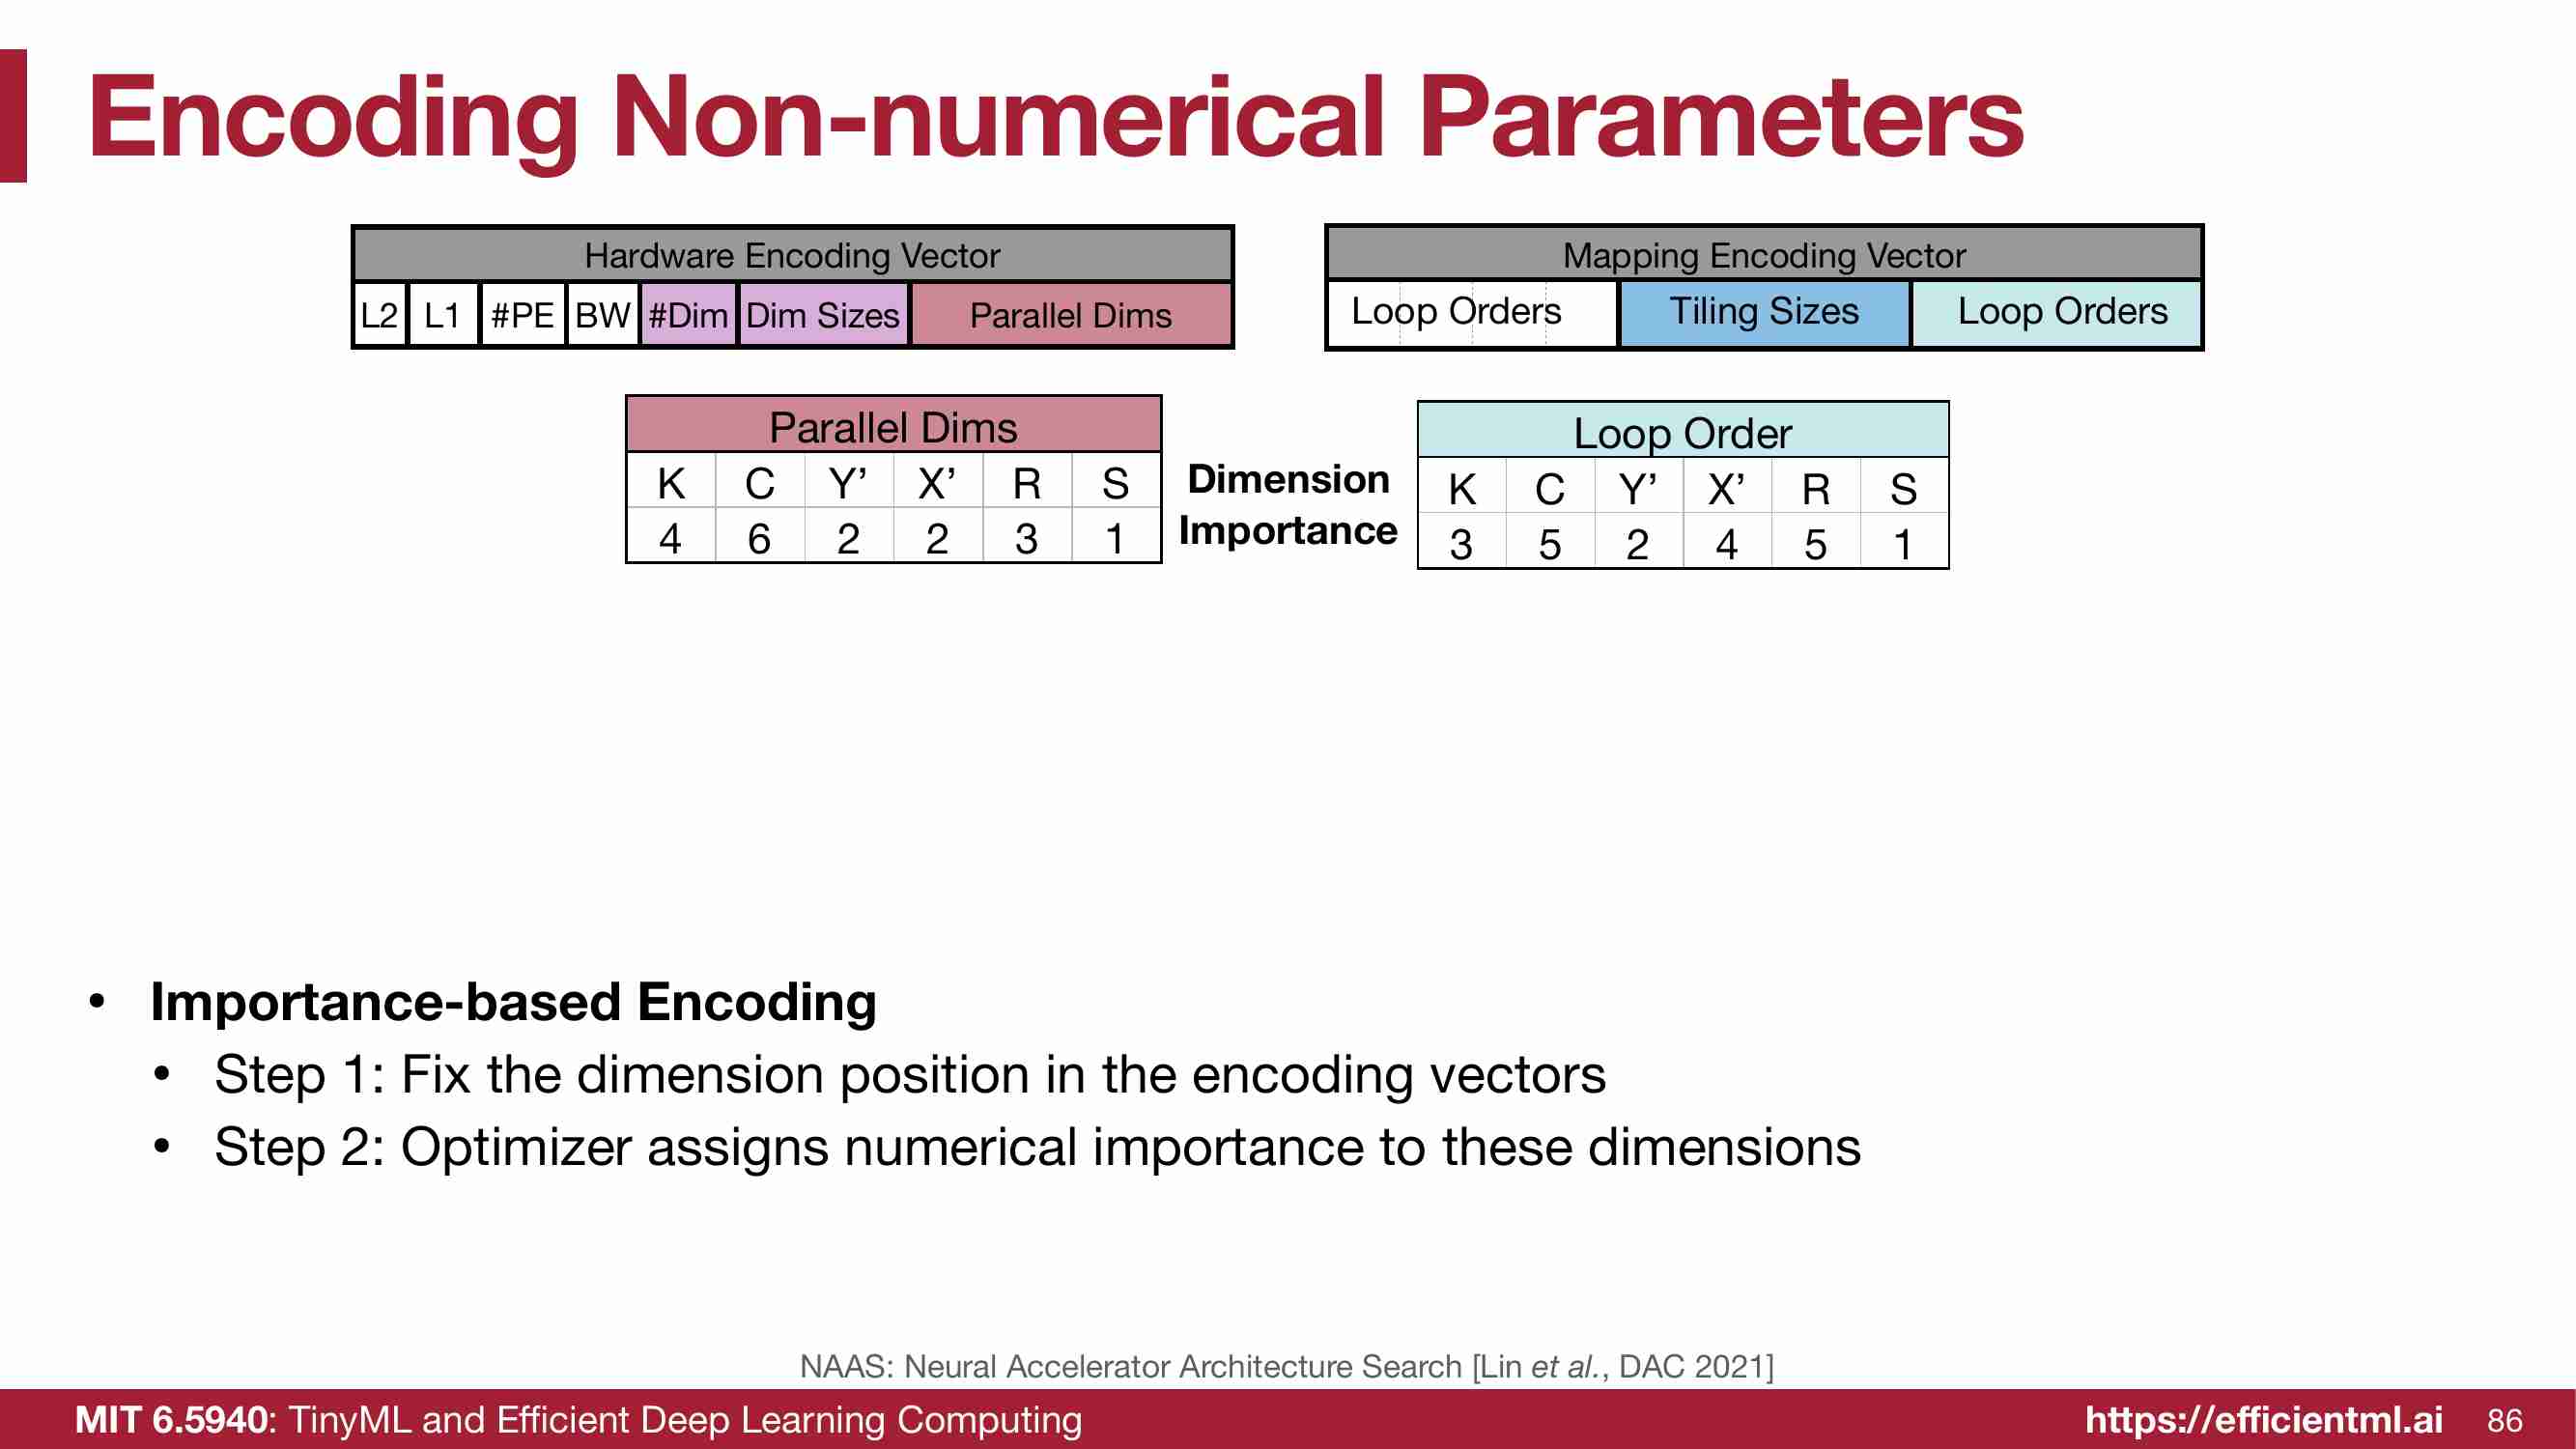 Encoding Non-numerical Parameters
Hardware Encoding Vector
L2 L1 #PE BW #Dim Dim Sizes Parallel Dims
Mapping Encoding Vector
Loop Orders Tiling Sizes Loop Orders
Parallel Dims
K C Y’ X’ R S
4 6 2 2 3 1
Dimension
Importance
Loop Order
K C Y’ X’ R S
3 5 2 4 5 1
• Importance-based Encoding
• Step 1: Fix the dimension position in the encoding vectors
• Step 2: Optimizer assigns numerical importance to these dimensions
NAAS: Neural Accelerator Architecture Search [Lin et al., DAC 2021]
MIT 6.5940: TinyML and Efficient Deep Learning Computing
https://efficientml.ai 86